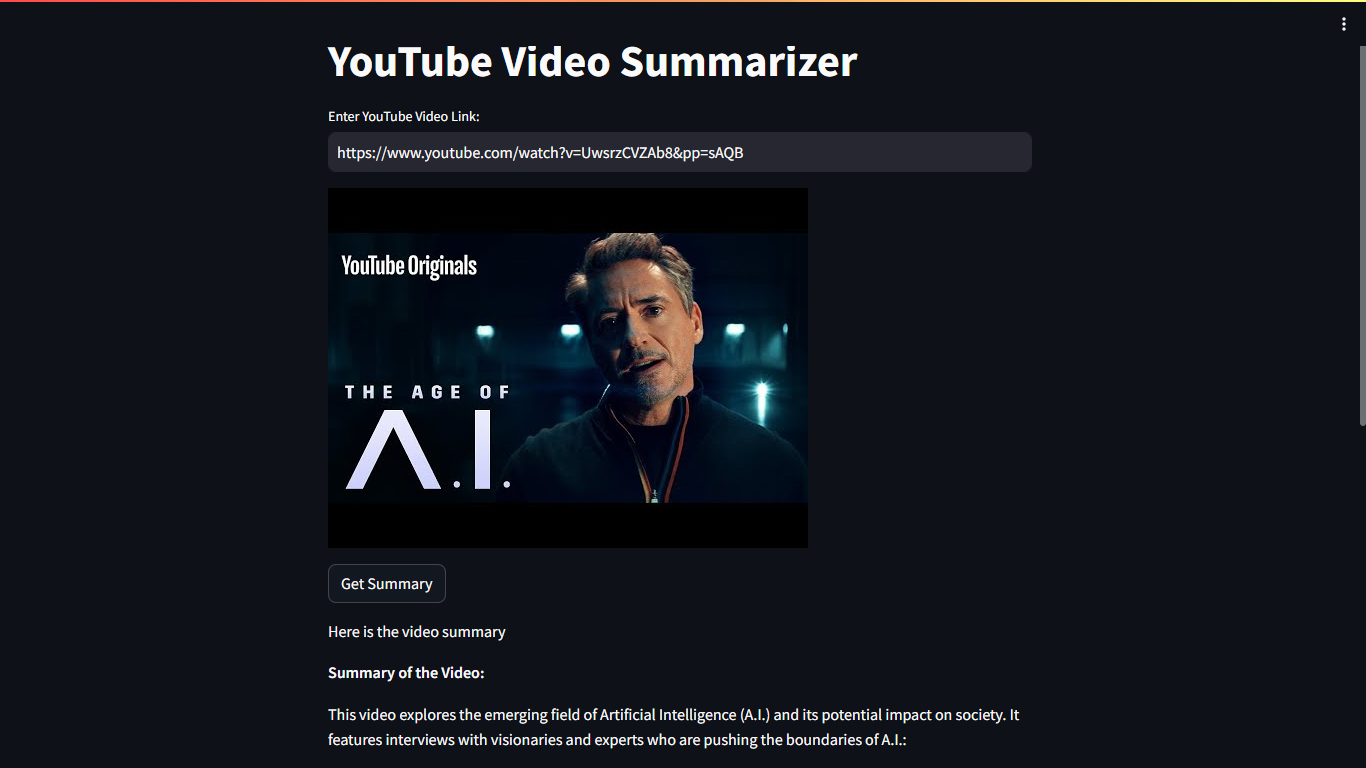 YouTube Video Summarizer
Enter YouTube Video Link:
https://www.youtube.com/watch?v=UwsrzCVZAb8&pp=sAQB
YouTube Originals
THE AGE OF
A.I.
Get Summary
Here is the video summary
Summary of the Video:
This video explores the emerging field of Artificial Intelligence (A.I.) and its potential impact on society. It
features interviews with visionaries and experts who are pushing the boundaries of A.I.: